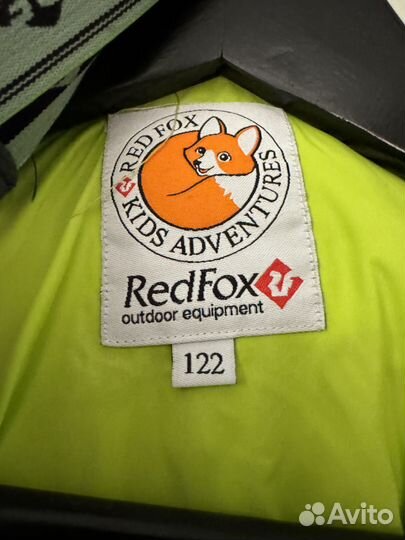 RED FOX
KIDS ADVENTURES
RedFox
outdoor equipment
122
Avito